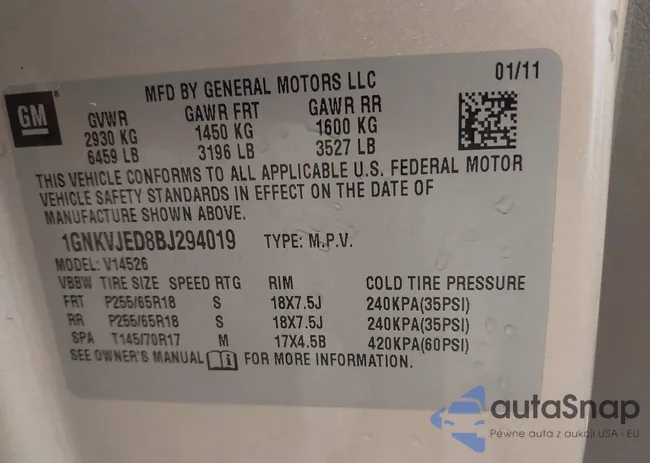 MFD BY GENERAL MOTORS LLC 01/11
GM
GVWR GAWR FRT GAWR RR
2930 KG 1450 KG 1600 KG
6459 LB 3196 LB 3527 LB
THIS VEHICLE CONFORMS TO ALL APPLICABLE U.S. FEDERAL MOTOR
VEHICLE SAFETY STANDARDS IN EFFECT ON THE DATE OF
MANUFACTURE SHOWN ABOVE.
1GNKVJED8BJ294019 TYPE: M.P.V.
MODEL: V14526
VBBW TIRE SIZE SPEED RTG RIM COLD TIRE PRESSURE
FRT P255/65R18 S 18X7.5J 240KPA(35PSI)
RR P255/65R18 S 18X7.5J 240KPA(35PSI)
SPA T145/70R17 M 17X4.5B 420KPA(60PSI)
SEE OWNER'S MANUAL FOR MORE INFORMATION.
autaSnap
Pewne auta z aukcji USA i EU